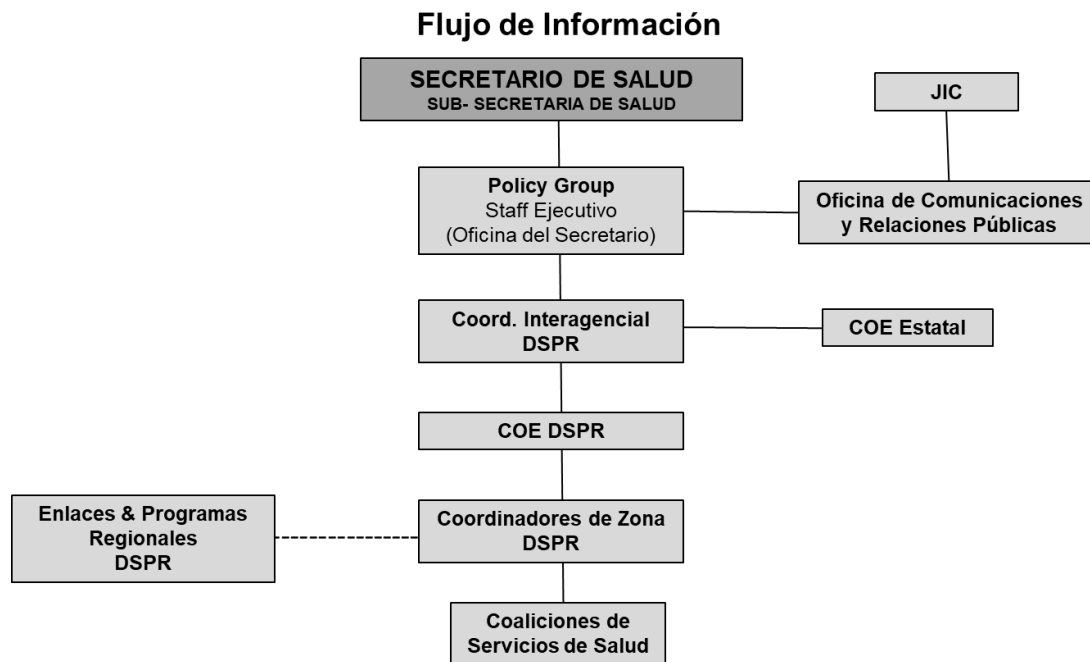 Flujo de Información
SECRETARIO DE SALUD
SUB- SECRETARIA DE SALUD
JIC
Policy Group
Staff Ejecutivo
(Oficina del Secretario)
Oficina de Comunicaciones
y Relaciones Públicas
Coord. Interagencial
DSPR
COE Estatal
COE DSPR
Enlaces & Programas
Regionales
DSPR
Coordinadores de Zona
DSPR
Coaliciones de
Servicios de Salud